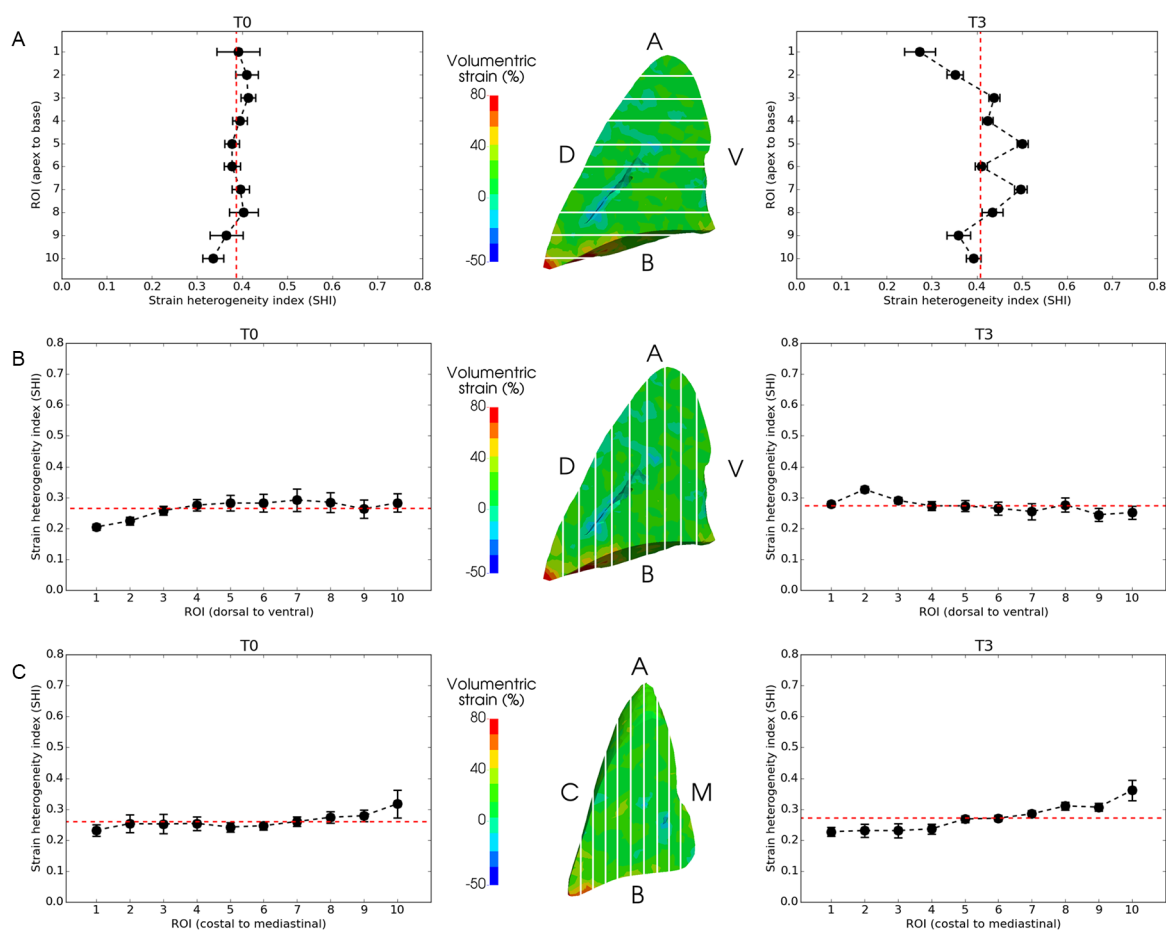 A
T0
1
2
3
4
5
6
7
8
9
10
ROI (apex to base)
0.0 0.1 0.2 0.3 0.4 0.5 0.6 0.7 0.8
Strain heterogeneity index (SHI)
Volumentric
strain (%)
80
40
0
-50
A
D
V
B
T3
1
2
3
4
5
6
7
8
9
10
ROI (apex to base)
0.0 0.1 0.2 0.3 0.4 0.5 0.6 0.7 0.8
Strain heterogeneity index (SHI)
B
T0
0.8
0.7
0.6
0.5
0.4
0.3
0.2
0.1
0.0
Strain heterogeneity index (SHI)
1 2 3 4 5 6 7 8 9 10
ROI (dorsal to ventral)
Volumentric
strain (%)
80
40
0
-50
A
D
V
B
T3
0.8
0.7
0.6
0.5
0.4
0.3
0.2
0.1
0.0
Strain heterogeneity index (SHI)
1 2 3 4 5 6 7 8 9 10
ROI (dorsal to ventral)
C
T0
0.8
0.7
0.6
0.5
0.4
0.3
0.2
0.1
0.0
Strain heterogeneity index (SHI)
1 2 3 4 5 6 7 8 9 10
ROI (costal to mediastinal)
Volumentric
strain (%)
80
40
0
-50
A
C
M
B
T3
0.8
0.7
0.6
0.5
0.4
0.3
0.2
0.1
0.0
Strain heterogeneity index (SHI)
1 2 3 4 5 6 7 8 9 10
ROI (costal to mediastinal)